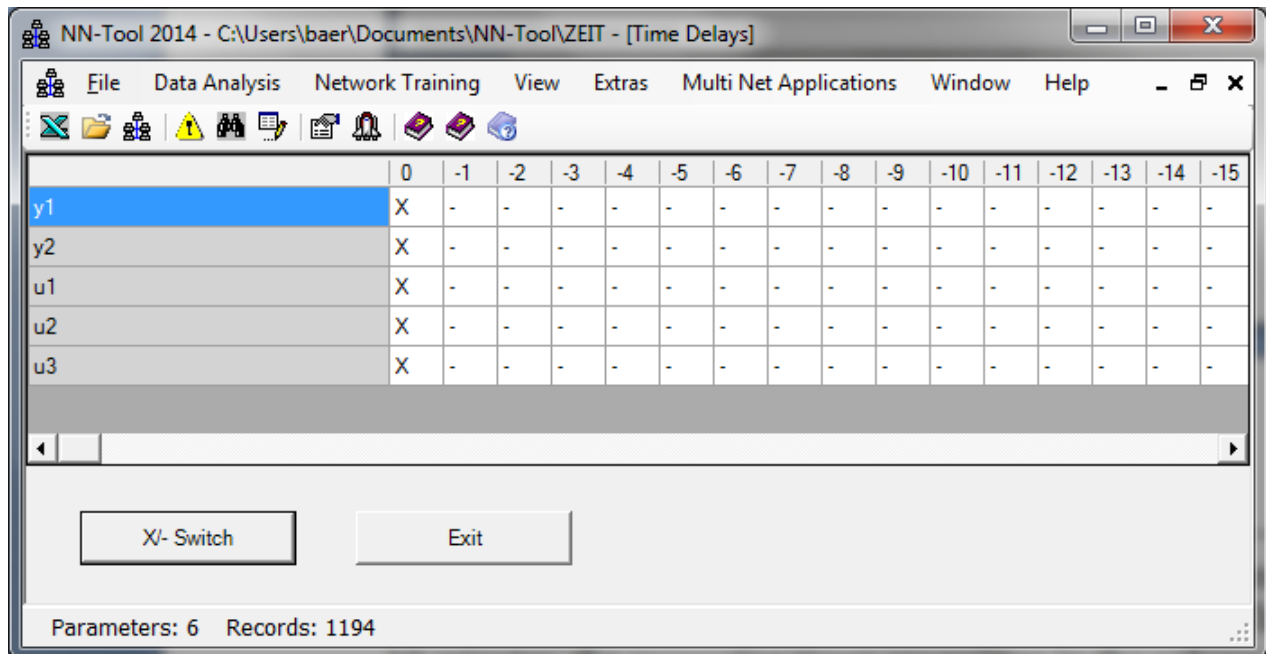 NN-Tool 2014 - C:\Users\baer\Documents\NN-Tool\ZEIT - [Time Delays]
File Data Analysis Network Training View Extras Multi Net Applications Window Help
0 -1 -2 -3 -4 -5 -6 -7 -8 -9 -10 -11 -12 -13 -14 -15
y1 X - - - - - - - - - - - - - - -
y2 X - - - - - - - - - - - - - - -
u1 X - - - - - - - - - - - - - - -
u2 X - - - - - - - - - - - - - - -
u3 X - - - - - - - - - - - - - - -
X/- Switch Exit
Parameters: 6 Records: 1194